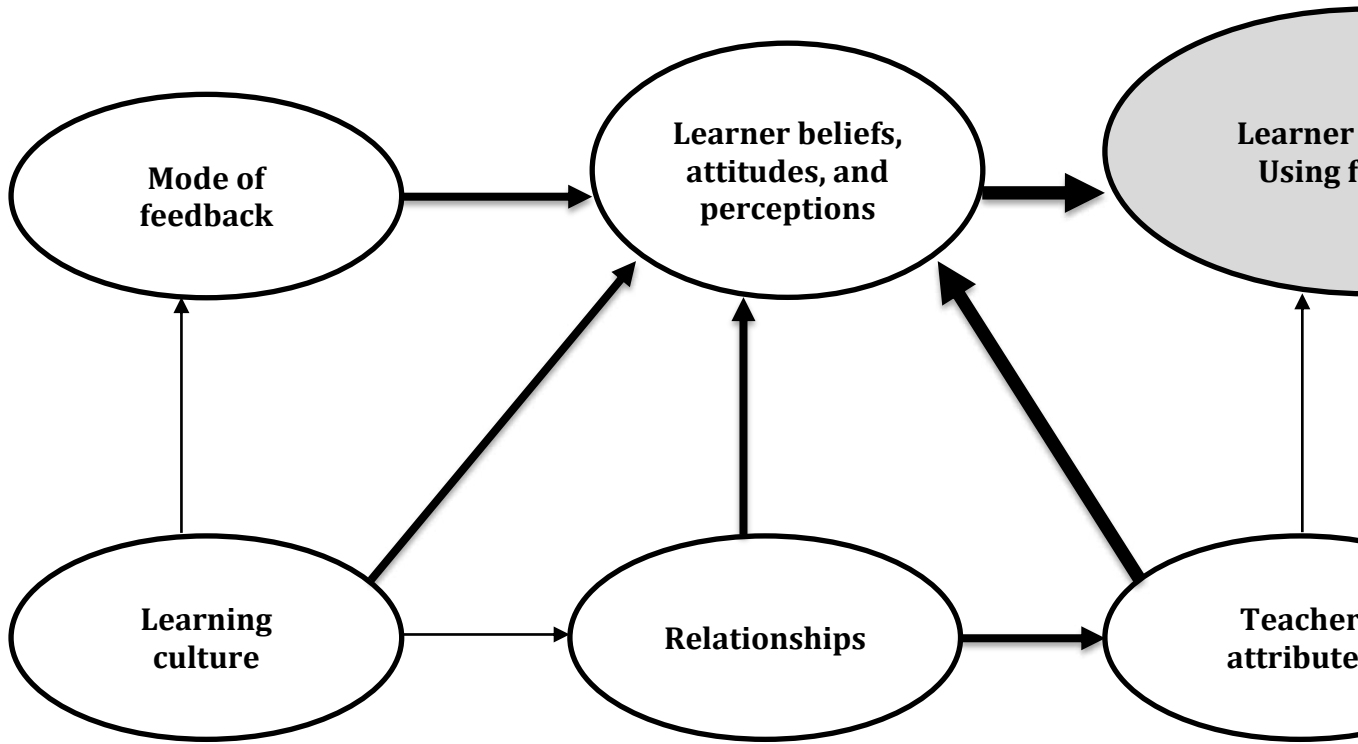 Mode of
feedback
Learner beliefs,
attitudes, and
perceptions
Learner
Using f
Learning
culture
Relationships
Teacher
attribute